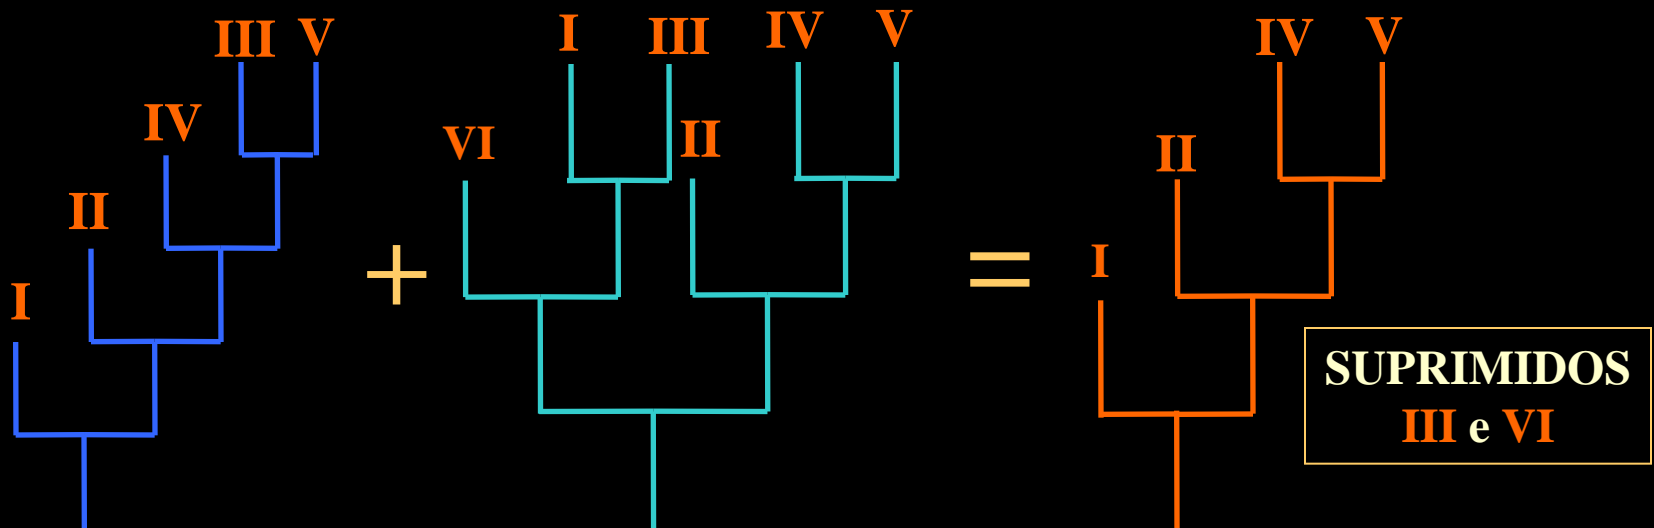 III V
IV
II
I
+
I III IV V
VI II
=
IV V
II
I
SUPRIMIDOS
III e VI